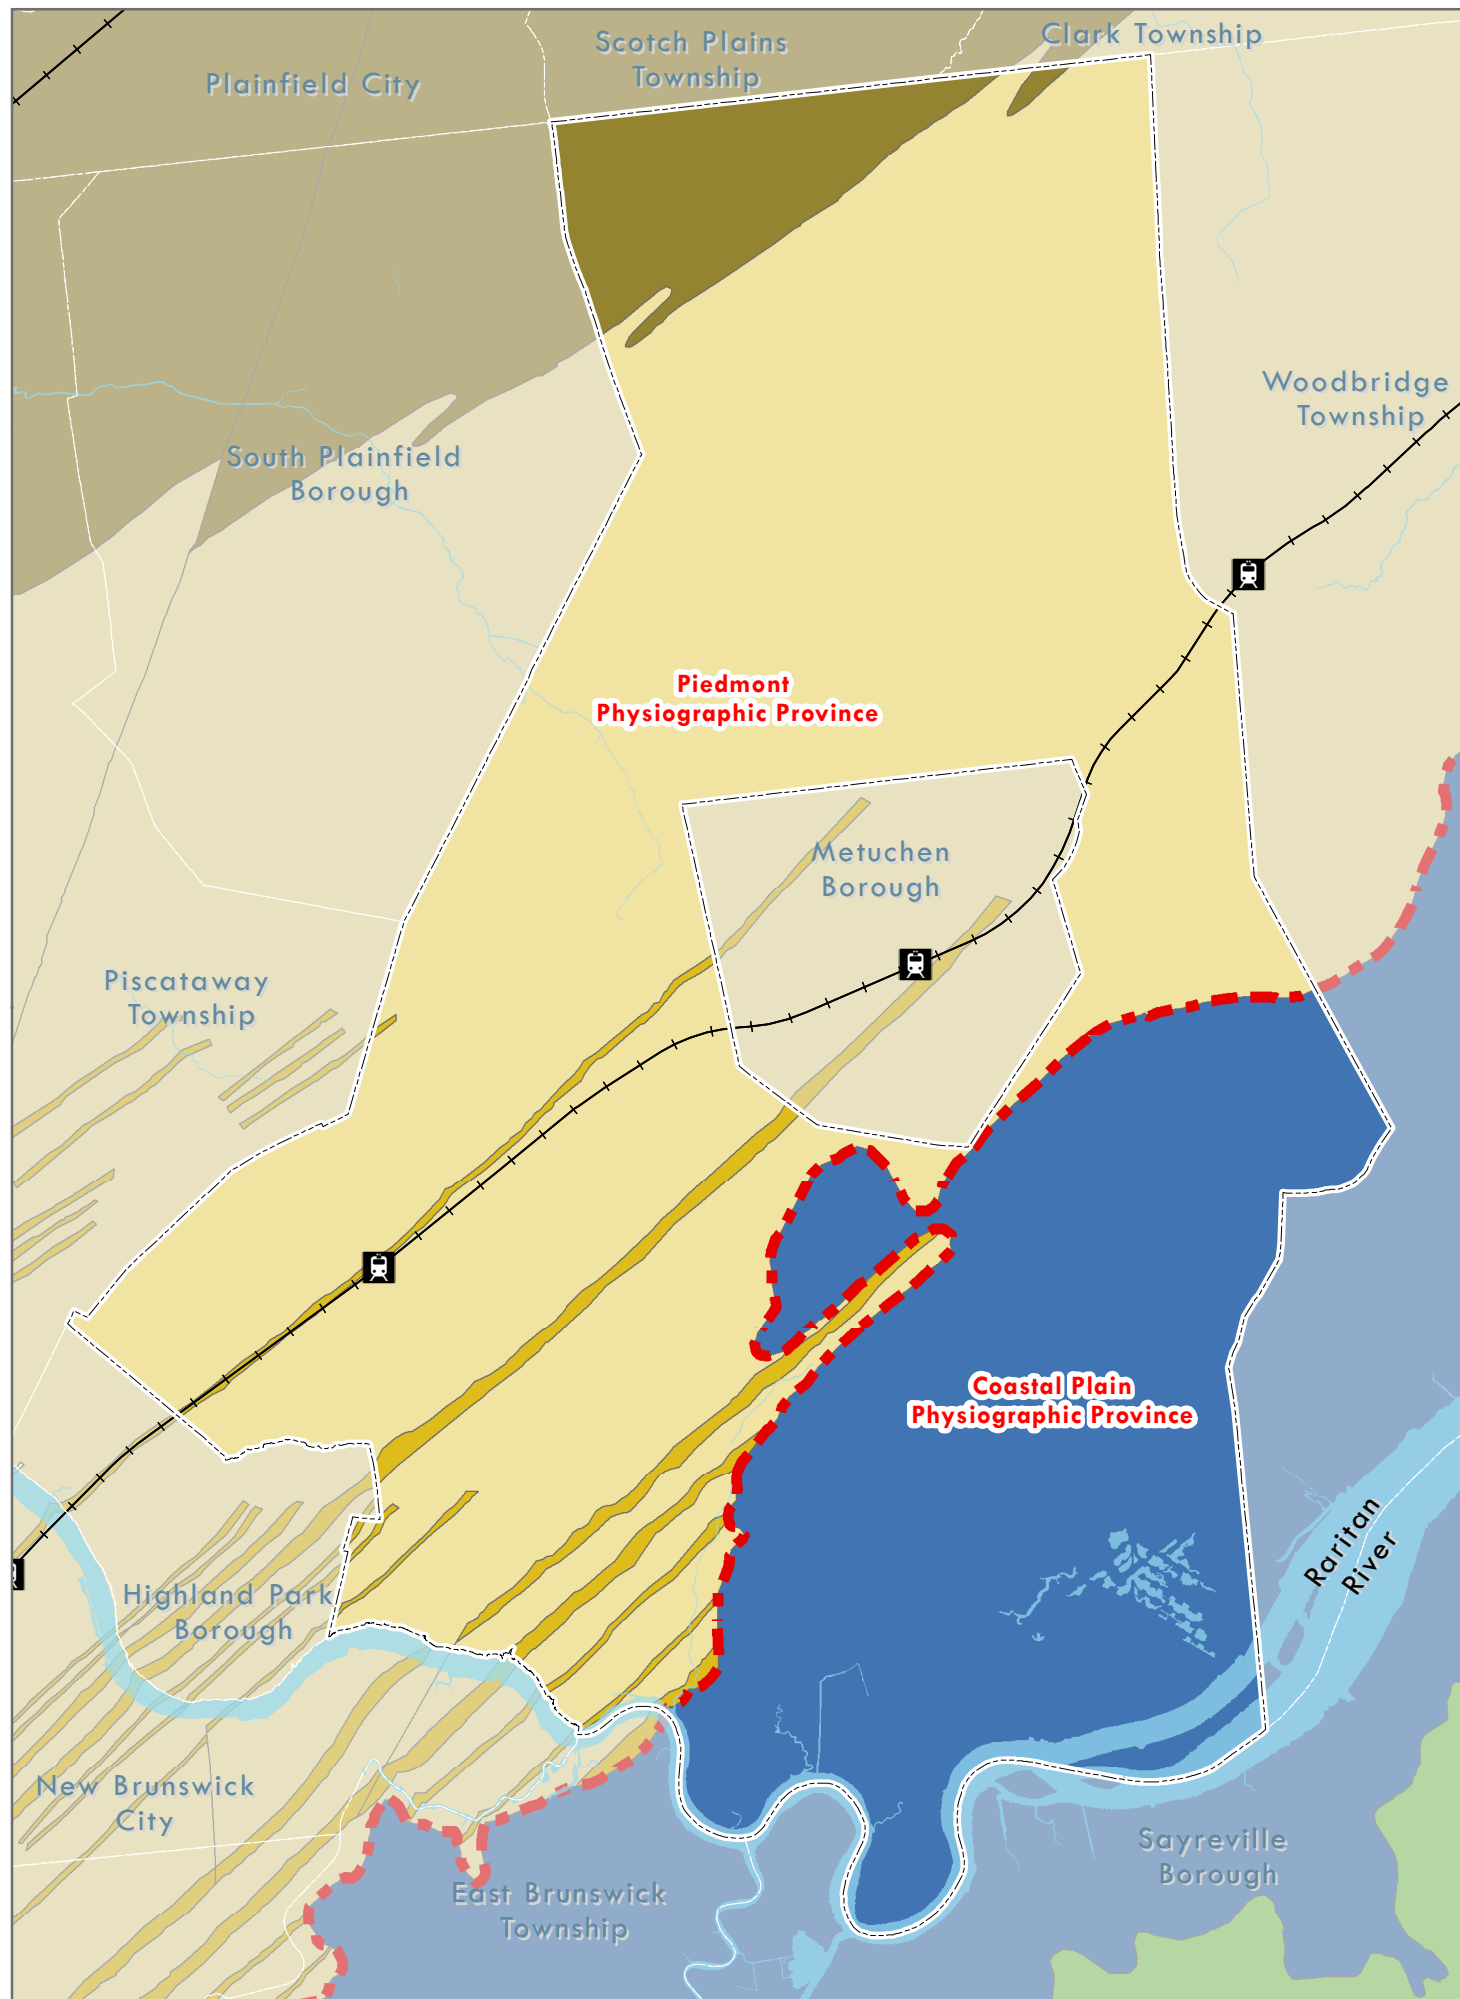 Scotch Plains
Township
Clark Township
Plainfield City
Woodbridge
Township
South Plainfield
Borough
Piedmont
Physiographic Province
Metuchen
Borough
Piscataway
Township
Coastal Plain
Physiographic Province
Raritan
River
Highland Park
Borough
New Brunswick
City
Sayreville
Borough
East Brunswick
Township